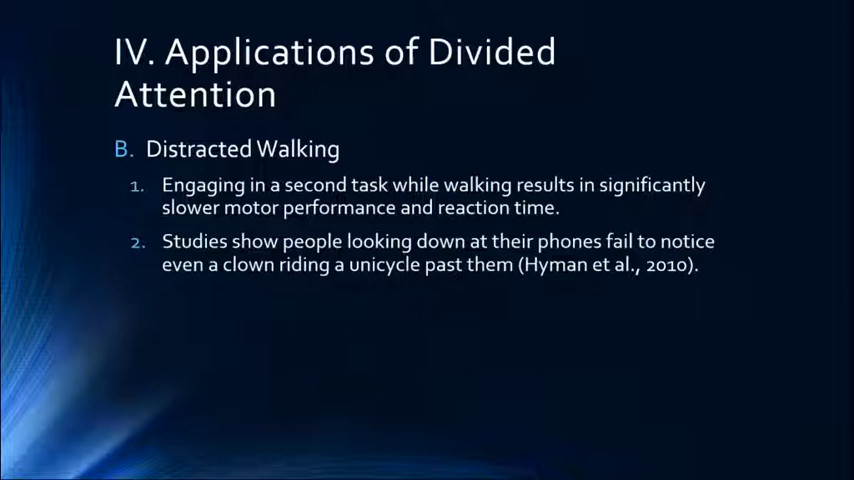 IV. Applications of Divided
Attention
B. Distracted Walking
1. Engaging in a second task while walking results in significantly
slower motor performance and reaction time.
2. Studies show people looking down at their phones fail to notice
even a clown riding a unicycle past them (Hyman et al., 2010).